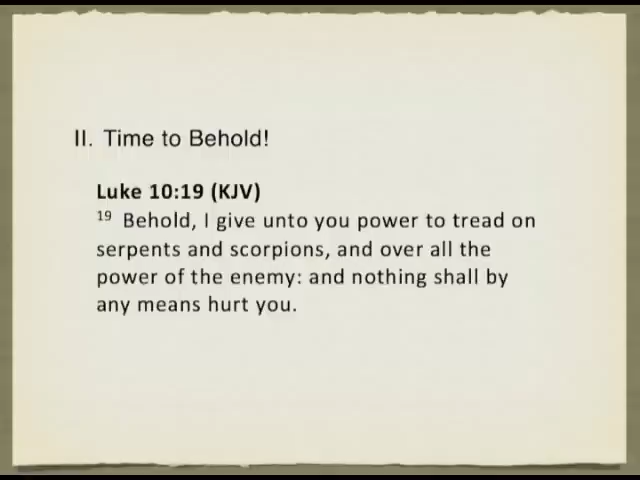 II. Time to Behold!
Luke 10:19 (KJV)
19 Behold, I give unto you power to tread on
serpents and scorpions, and over all the
power of the enemy: and nothing shall by
any means hurt you.